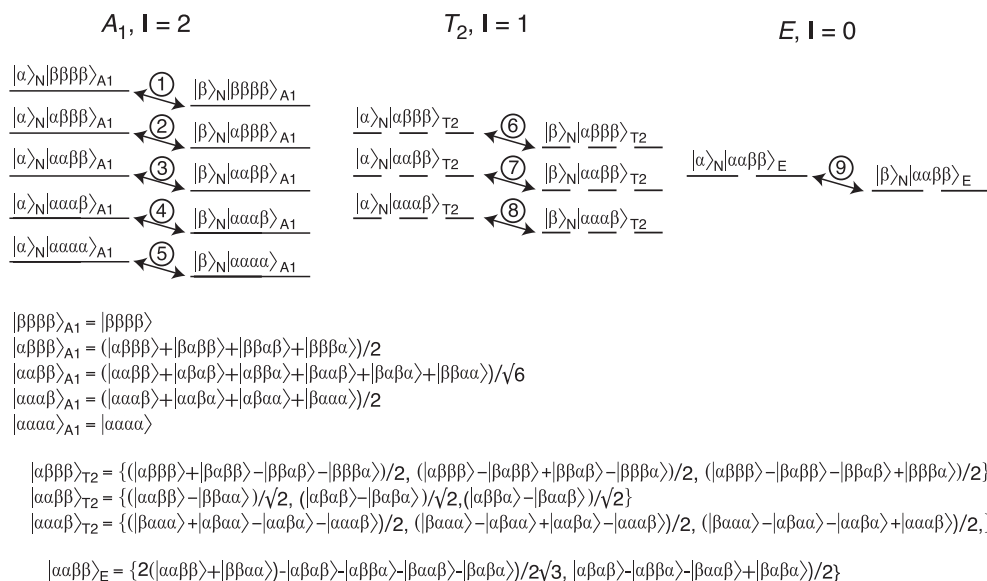 A₁, I = 2
T₂, I = 1
E, I = 0
|α⟩N|ββββ⟩A1 ① |β⟩N|ββββ⟩A1
|α⟩N|αβββ⟩A1 ② |β⟩N|αβββ⟩A1
|α⟩N|ααββ⟩A1 ③ |β⟩N|ααββ⟩A1
|α⟩N|αααβ⟩A1 ④ |β⟩N|αααβ⟩A1
|α⟩N|αααα⟩A1 ⑤ |β⟩N|αααα⟩A1
|α⟩N|αβββ⟩T2 ⑥ |β⟩N|αβββ⟩T2
|α⟩N|ααββ⟩T2 ⑦ |β⟩N|ααββ⟩T2
|α⟩N|αααβ⟩T2 ⑧ |β⟩N|αααβ⟩T2
|α⟩N|ααββ⟩E ⑨ |β⟩N|ααββ⟩E
|ββββ⟩A1 = |ββββ⟩
|αβββ⟩A1 = (|αβββ⟩+|βαββ⟩+|ββαβ⟩+|βββα⟩)/2
|ααββ⟩A1 = (|ααββ⟩+|αβαβ⟩+|αββα⟩+|βααβ⟩+|βαβα⟩+|ββαα⟩)/√6
|αααβ⟩A1 = (|αααβ⟩+|ααβα⟩+|αβαα⟩+|βααα⟩)/2
|αααα⟩A1 = |αααα⟩
|αβββ⟩T2 = {(|αβββ⟩+|βαββ⟩−|ββαβ⟩−|βββα⟩)/2, (|αβββ⟩−|βαββ⟩+|ββαβ⟩−|βββα⟩)/2, (|αβββ⟩−|βαββ⟩−|ββαβ⟩+|βββα⟩)/2}
|ααββ⟩T2 = {(|ααββ⟩−|ββαα⟩)/√2, (|αβαβ⟩−|βαβα⟩)/√2,(|αββα⟩−|βααβ⟩)/√2}
|αααβ⟩T2 = {(|βααα⟩+|αβαα⟩−|ααβα⟩−|αααβ⟩)/2, (|βααα⟩−|αβαα⟩+|ααβα⟩−|αααβ⟩)/2, (|βααα⟩−|αβαα⟩−|ααβα⟩+|αααβ⟩)/2,}
|ααββ⟩E = {2(|ααββ⟩+|ββαα⟩)-|αβαβ⟩-|αββα⟩-|βααβ⟩-|βαβα⟩)/2√3, |αβαβ⟩-|αββα⟩-|βααβ⟩+|βαβα⟩)/2}